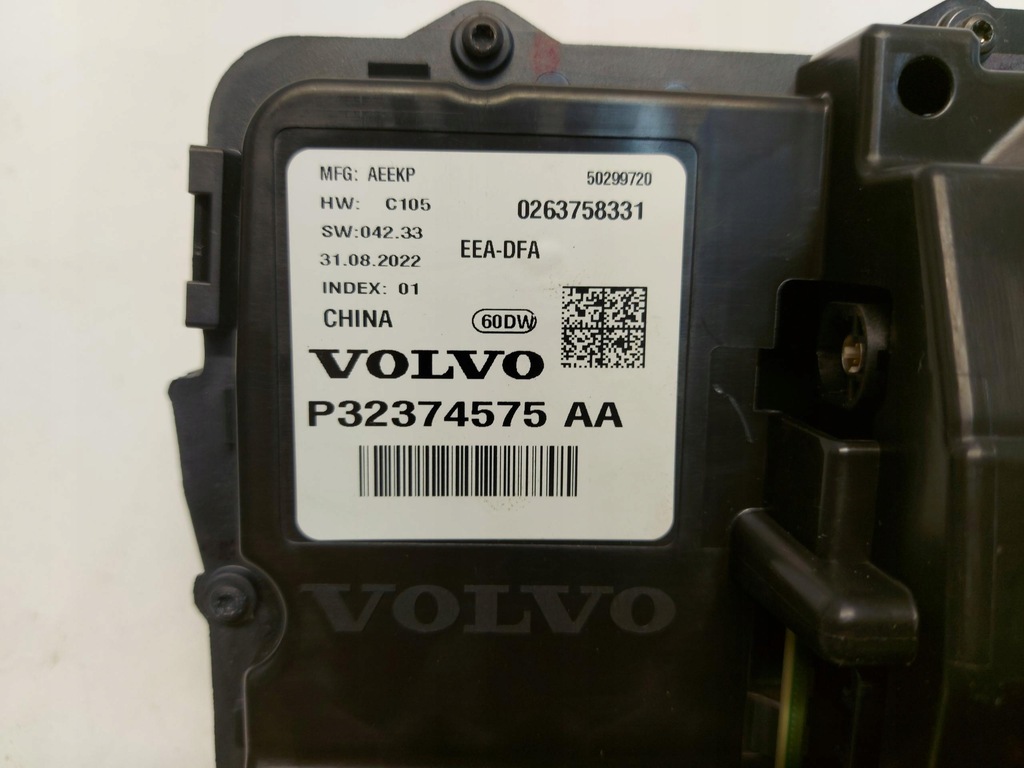 MFG: AEEKP 50299720
HW: C105 0263758331
SW:042.33
EEA-DFA
31.08.2022
INDEX: 01
CHINA 60DW
VOLVO
P32374575 AA
VOLVO